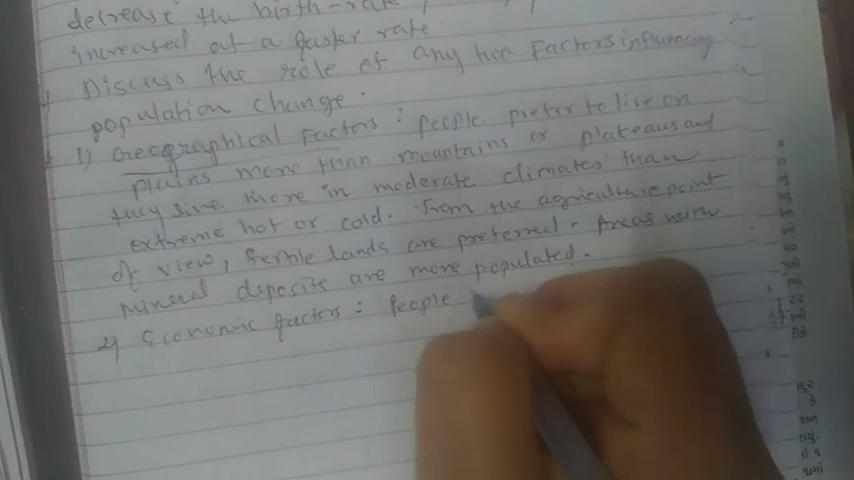 decrease the birth-rate
increased at a faster rate
Discuss the role of any two Factors influencing
population change.
1) Geographical Factors : people prefer to live on
plains more than mountains or plateaus and
they live more in moderate climates than
extreme hot or cold. From the agriculture point
of view, fertile lands are preferred - Areas with
mineral deposite are more populated.
2) Economic factors : People